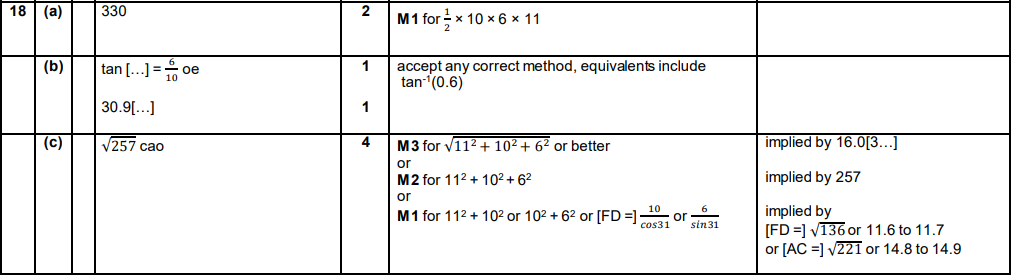 18 (a) 330 2 M1 for 1/2 × 10 × 6 × 11
(b) tan […] = 6/10 oe 1 accept any correct method, equivalents include
tan⁻¹(0.6)
30.9[…] 1
(c) √257 cao 4 M3 for √11² + 10² + 6² or better implied by 16.0[3…]
or
M2 for 11² + 10² + 6² implied by 257
or
M1 for 11² + 10² or 10² + 6² or [FD =] 10/cos31 or 6/sin31 implied by
[FD =] √136 or 11.6 to 11.7
or [AC =] √221 or 14.8 to 14.9